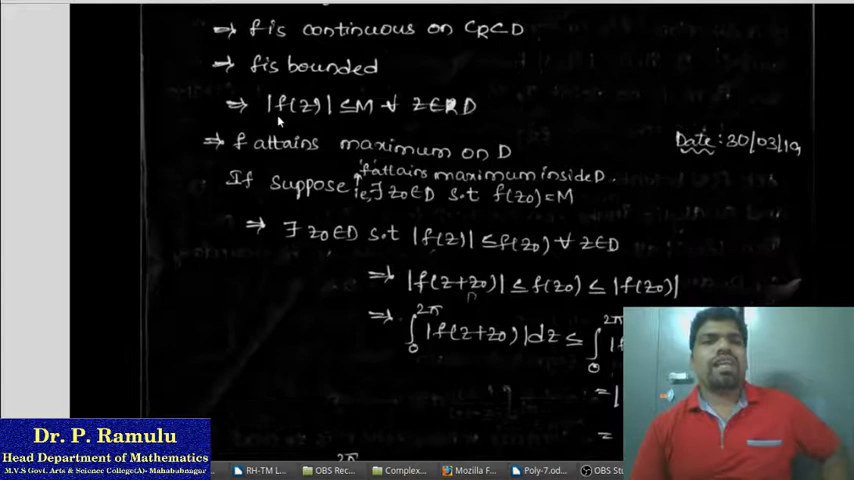 ⇒ f is continuous on C_R⊂D
⇒ f is bounded
⇒ |f(z)| ≤ M ∀ z∈ D
⇒ f attains maximum on D
Date: 30/03/19
f attains maximum inside D.
If suppose i.e, ∃ z0∈D s.t f(z0)=M
⇒ ∃ z0∈D s.t |f(z)| ≤ f(z0) ∀ z∈D
⇒ |f(z+z0)| ≤ f(z0) ≤ |f(z0)|
⇒ ∫₀^2π |f(z+z0)| dz ≤ ∫₀^2π |f
= |
=
2π
Dr. P. Ramulu
Head Department of Mathematics
M.V.S Govt. Arts & Science College(A)- Mahabubnagar
RH-TM L... OBS Rec... Complex... Mozilla F... Poly-7.od... OBS Stu